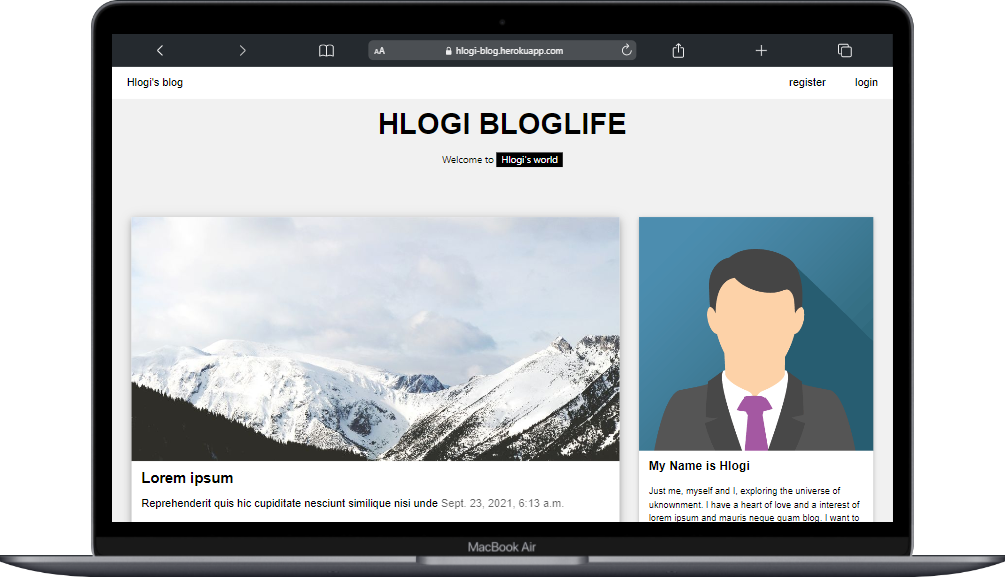 AA hlogi-blog.herokuapp.com
Hlogi's blog register login
HLOGI BLOGLIFE
Welcome to Hlogi's world
Lorem ipsum
Reprehenderit quis hic cupiditate nesciunt similique nisi unde Sept. 23, 2021, 6:13 a.m.
My Name is Hlogi
Just me, myself and I, exploring the universe of
uknownment. I have a heart of love and a interest of
lorem ipsum and mauris neque quam blog. I want to
MacBook Air